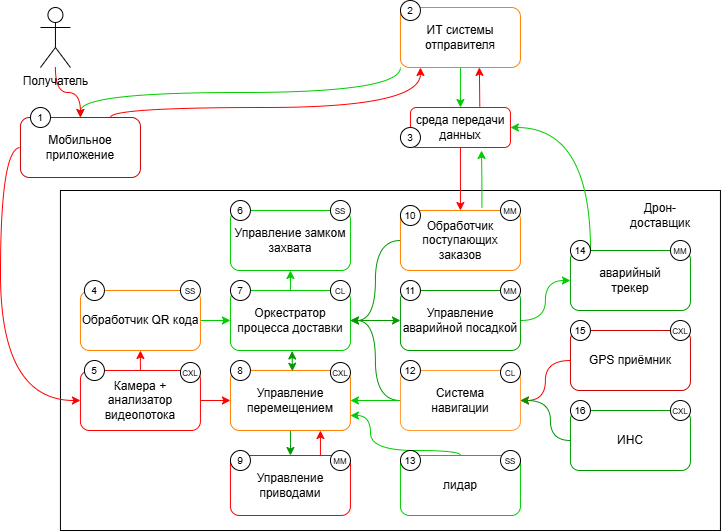 2
ИТ системы
отправителя
Получатель
1
Мобильное
приложение
среда передачи
данных
3
Дрон-
доставщик
6
SS
Управление замком
захвата
10
MM
Обработчик
поступающих
заказов
14
MM
аварийный
трекер
4
SS
Обработчик QR кода
7
CL
Оркестратор
процесса доставки
11
MM
Управление
аварийной посадкой
15
CXL
GPS приёмник
5
CXL
Камера +
анализатор
видеопотока
8
CXL
Управление
перемещением
12
CL
Система
навигации
16
CXL
ИНС
9
MM
Управление
приводами
13
SS
лидар